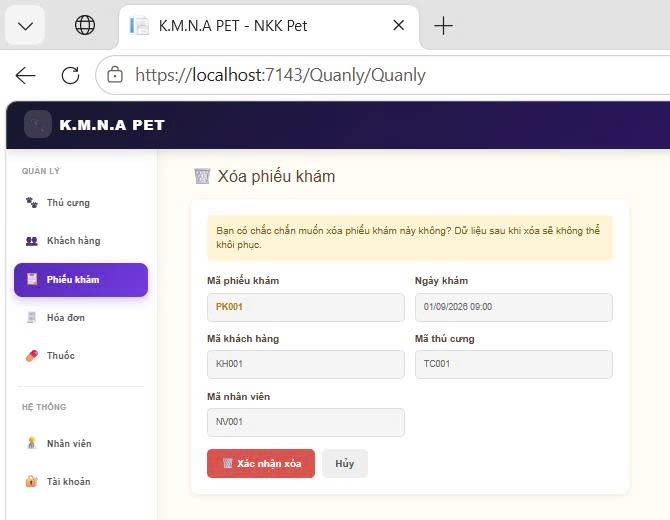 K.M.N.A PET - NKK Pet
https://localhost:7143/Quanly/Quanly
K.M.N.A PET
QUẢN LÝ
Thú cưng
Khách hàng
Phiếu khám
Hóa đơn
Thuốc
HỆ THỐNG
Nhân viên
Tài khoản
Xóa phiếu khám
Bạn có chắc chắn muốn xóa phiếu khám này không? Dữ liệu sau khi xóa sẽ không thể
khôi phục.
Mã phiếu khám
Ngày khám
PK001
01/09/2026 09:00
Mã khách hàng
Mã thú cưng
KH001
TC001
Mã nhân viên
NV001
Xác nhận xóa
Hủy